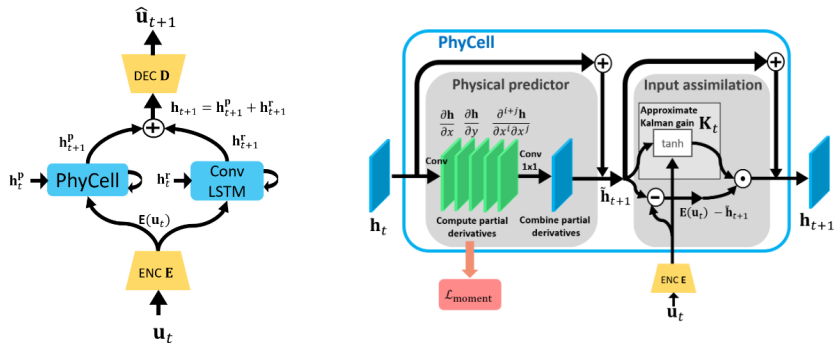 û_{t+1}
DEC D
h_{t+1} = h^p_{t+1} + h^r_{t+1}
+
h^p_{t+1}
h^r_{t+1}
h^p_t
PhyCell
h^r_t
Conv
LSTM
E(u_t)
ENC E
u_t
PhyCell
+
+
Physical predictor
Input assimilation
∂h/∂x ∂h/∂y ∂^{i+j}h/∂x^i∂x^j
Approximate
Kalman gain K_t
tanh
Conv
Conv
1x1
−
E(u_t) − h̃_{t+1}
h̃_{t+1}
h_t
h_{t+1}
Compute partial
derivatives
Combine partial
derivatives
ℒ_moment
ENC E
u_t